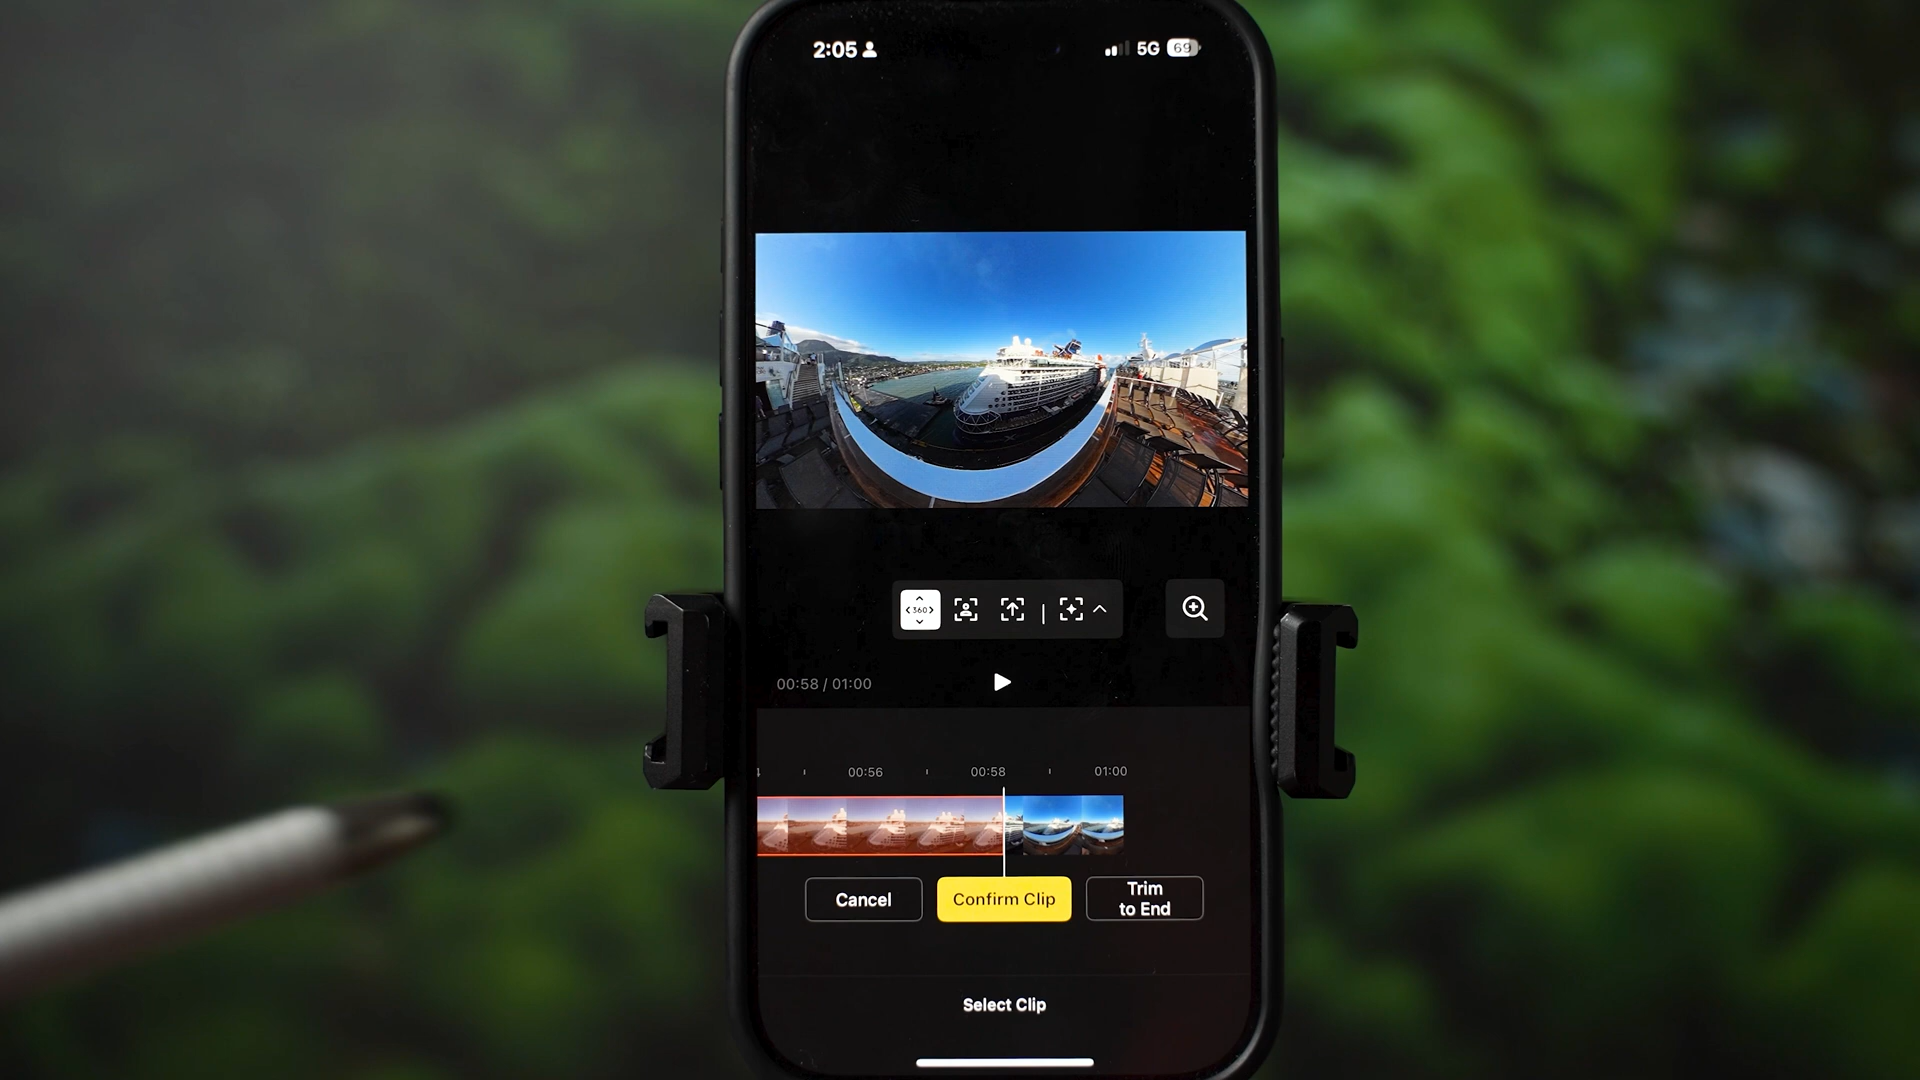 2:05 5G 69
360
00:58 / 01:00
00:56 00:58 01:00
Cancel
Confirm Clip
Trim
to End
Select Clip